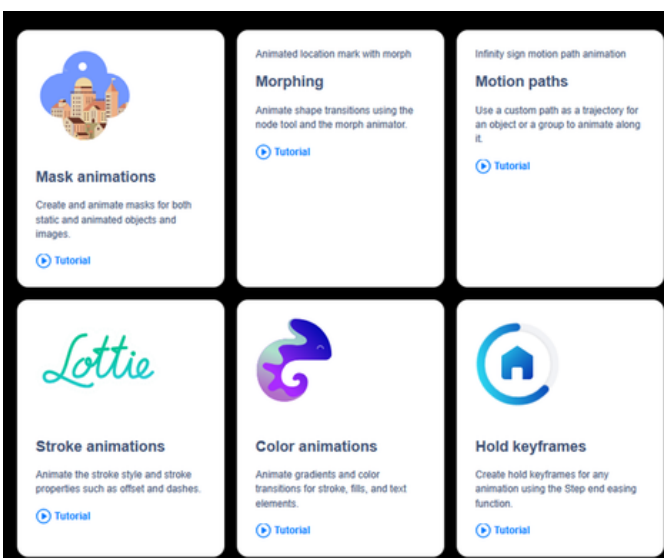 Mask animations
Create and animate masks for both
static and animated objects and
images.
Tutorial
Animated location mark with morph
Morphing
Animate shape transitions using the
node tool and the morph animator.
Tutorial
Infinity sign motion path animation
Motion paths
Use a custom path as a trajectory for
an object or a group to animate along
it.
Tutorial
Lottie
Stroke animations
Animate the stroke style and stroke
properties such as offset and dashes.
Tutorial
Color animations
Animate gradients and color
transitions for stroke, fills, and text
elements.
Tutorial
Hold keyframes
Create hold keyframes for any
animation using the Step end easing
function.
Tutorial